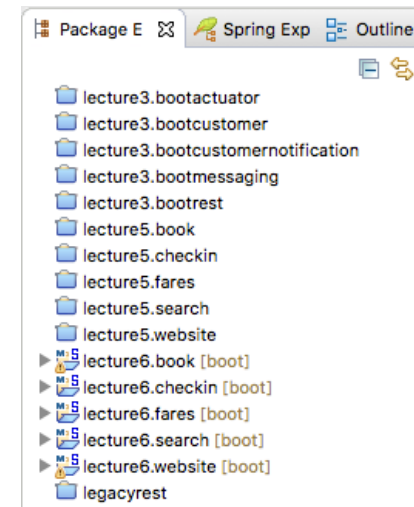 Package E Spring Exp Outline
lecture3.bootactuator
lecture3.bootcustomer
lecture3.bootcustomernotification
lecture3.bootmessaging
lecture3.bootrest
lecture5.book
lecture5.checkin
lecture5.fares
lecture5.search
lecture5.website
lecture6.book [boot]
lecture6.checkin [boot]
lecture6.fares [boot]
lecture6.search [boot]
lecture6.website [boot]
legacyrest